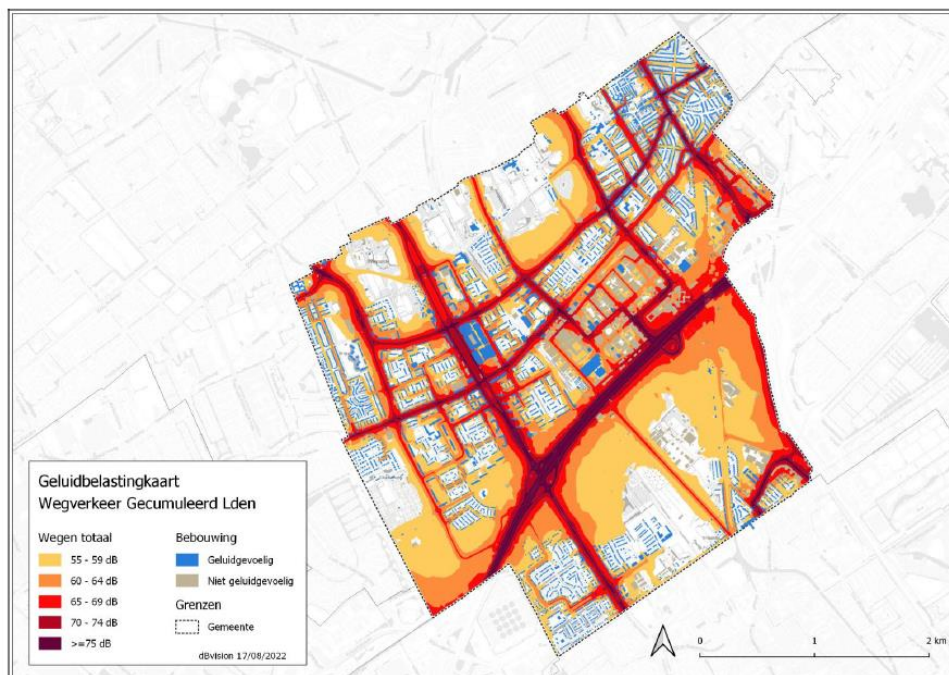 Geluidbelastingkaart
Wegverkeer Gecumuleerd Lden
Wegen totaal
55 - 59 dB
60 - 64 dB
65 - 69 dB
70 - 74 dB
>=75 dB
Bebouwing
Geluidgevoelig
Niet geluidgevoelig
Grenzen
Gemeente
dBvision 17/08/2022
0 1 2 km